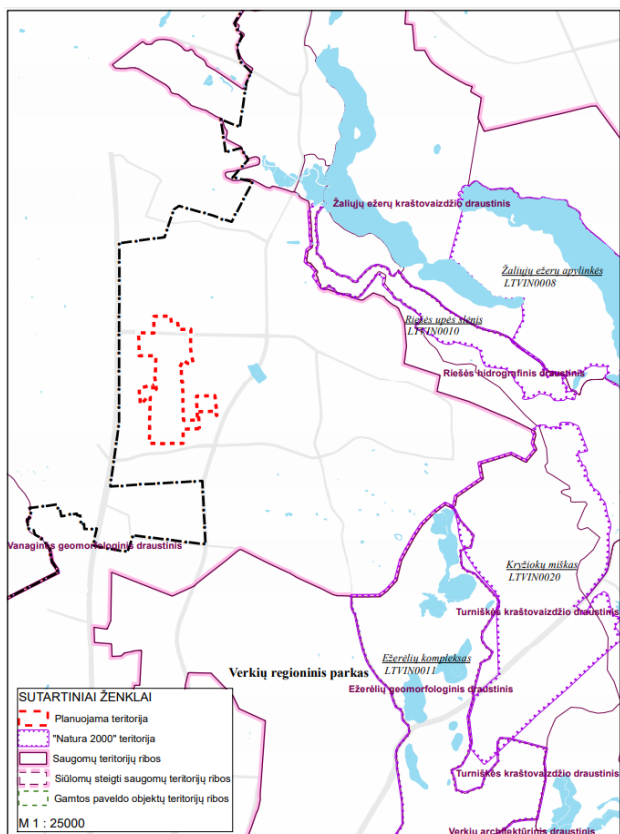 Žaliųjų ežerų kraštovaizdžio draustinis
Žaliųjų ežerų apylinkės
LTVIN0008
Riešės upės slėnis
LTVIN0010
Riešės hidrografinis draustinis
Vanaginės geomorfologinis draustinis
Kryžiokų miškas
LTVIN0020
Turniškės kraštovaizdžio draustinis
Ežerėlių kompleksas
LTVIN0011
Verkių regioninis parkas
Ežerėlių geomorfologinis draustinis
SUTARTINIAI ŽENKLAI
Planuojama teritorija
"Natura 2000" teritorija
Saugomų teritorijų ribos
Siūlomų steigti saugomų teritorijų ribos
Gamtos paveldo objektų teritorijų ribos
M 1 : 25000
Turniškės kraštovaizdžio draustinis
Verkių architektūrinis draustinis